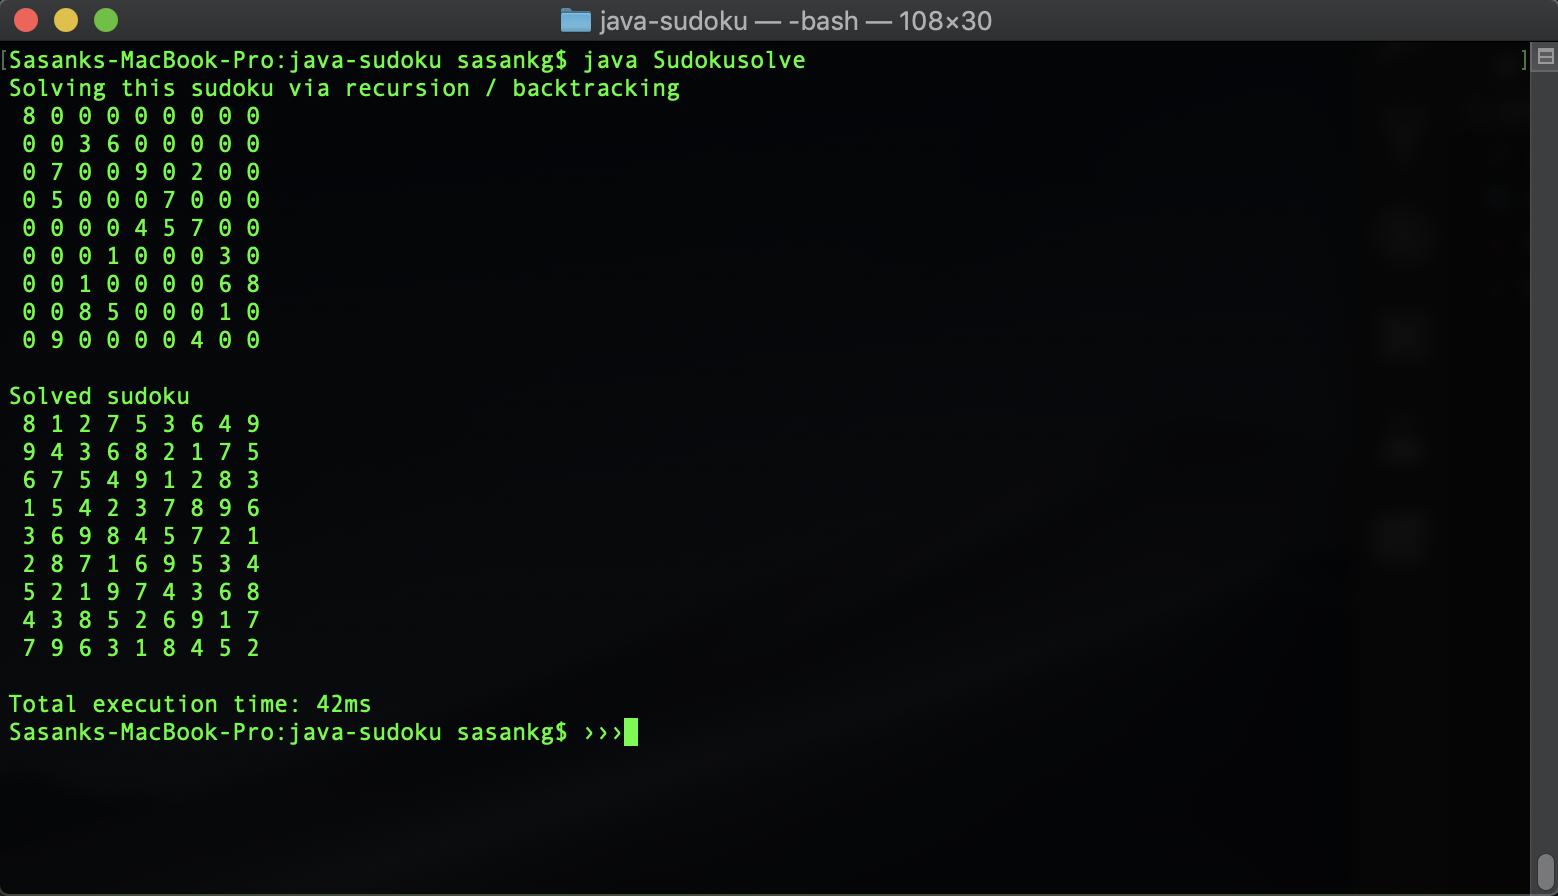 java-sudoku — -bash — 108×30
[Sasanks-MacBook-Pro:java-sudoku sasankg$ java Sudokusolve ]
Solving this sudoku via recursion / backtracking
8 0 0 0 0 0 0 0 0
0 0 3 6 0 0 0 0 0
0 7 0 0 9 0 2 0 0
0 5 0 0 0 7 0 0 0
0 0 0 0 4 5 7 0 0
0 0 0 1 0 0 0 3 0
0 0 1 0 0 0 0 6 8
0 0 8 5 0 0 0 1 0
0 9 0 0 0 0 4 0 0
Solved sudoku
8 1 2 7 5 3 6 4 9
9 4 3 6 8 2 1 7 5
6 7 5 4 9 1 2 8 3
1 5 4 2 3 7 8 9 6
3 6 9 8 4 5 7 2 1
2 8 7 1 6 9 5 3 4
5 2 1 9 7 4 3 6 8
4 3 8 5 2 6 9 1 7
7 9 6 3 1 8 4 5 2
Total execution time: 42ms
Sasanks-MacBook-Pro:java-sudoku sasankg$ ›››